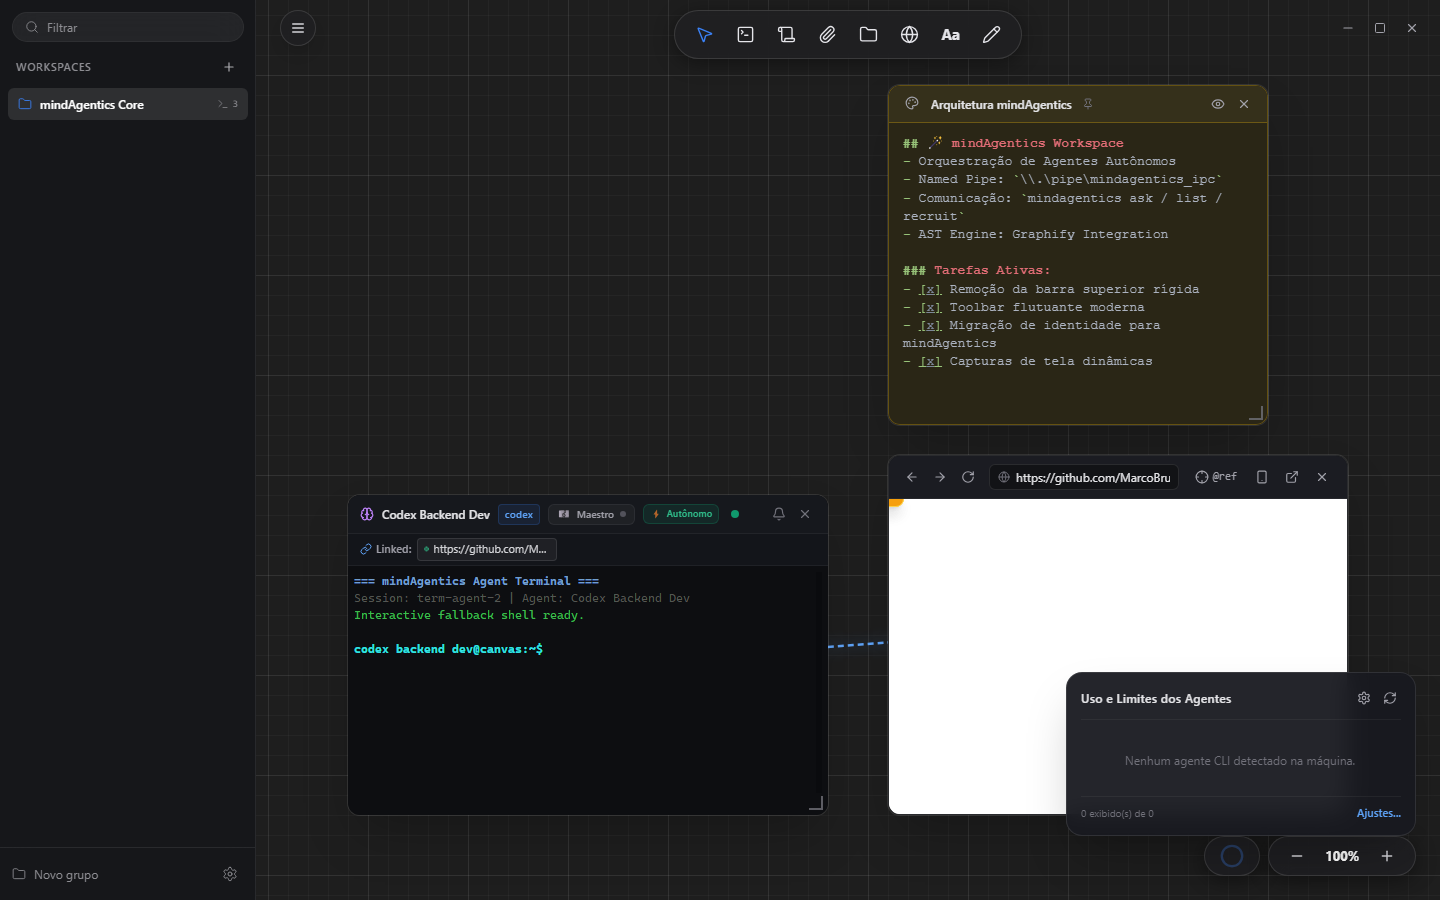 Filtrar
WORKSPACES
mindAgentics Core
3
Novo grupo
Aa
Arquitetura mindAgentics
## mindAgentics Workspace
- Orquestração de Agentes Autônomos
- Named Pipe: `\\.\pipe\mindagentics_ipc`
- Comunicação: `mindagentics ask / list /
recruit`
- AST Engine: Graphify Integration
### Tarefas Ativas:
- [x] Remoção da barra superior rígida
- [x] Toolbar flutuante moderna
- [x] Migração de identidade para
mindAgentics
- [x] Capturas de tela dinâmicas
https://github.com/MarcoBru
@ref
Codex Backend Dev codex Maestro Autônomo
Linked: https://github.com/M...
=== mindAgentics Agent Terminal ===
Session: term-agent-2 | Agent: Codex Backend Dev
Interactive fallback shell ready.
codex backend dev@canvas:~$
Uso e Limites dos Agentes
Nenhum agente CLI detectado na máquina.
0 exibido(s) de 0
Ajustes...
100%